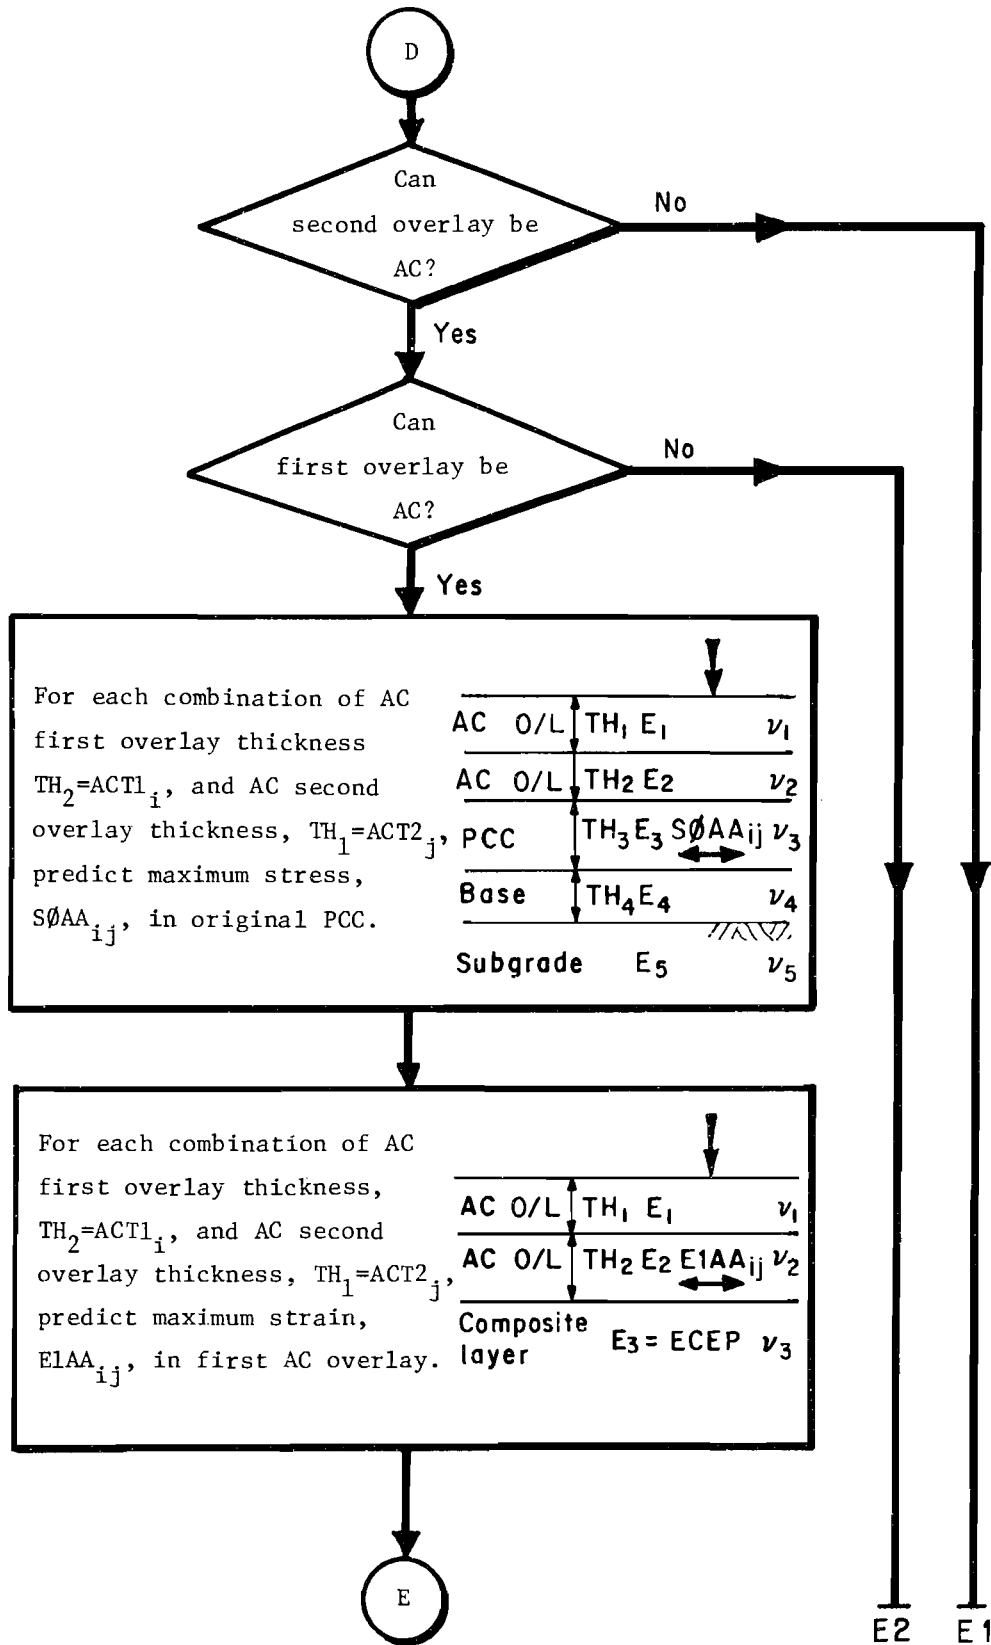 D
Can
second overlay be
AC?
No
Yes
Can
first overlay be
AC?
No
Yes
For each combination of AC
first overlay thickness
TH₂=ACT1ᵢ, and AC second
overlay thickness, TH₁=ACT2ⱼ,
predict maximum stress,
SØAAᵢⱼ, in original PCC.
AC O/L TH₁ E₁ ν₁
AC O/L TH₂ E₂ ν₂
PCC TH₃ E₃ SØAAᵢⱼ ν₃
Base TH₄ E₄ ν₄
Subgrade E₅ ν₅
For each combination of AC
first overlay thickness,
TH₂=ACT1ᵢ, and AC second
overlay thickness, TH₁=ACT2ⱼ,
predict maximum strain,
E1AAᵢⱼ, in first AC overlay.
AC O/L TH₁ E₁ ν₁
AC O/L TH₂ E₂ E1AAᵢⱼ ν₂
Composite
layer E₃ = ECEP ν₃
E
E2 E1